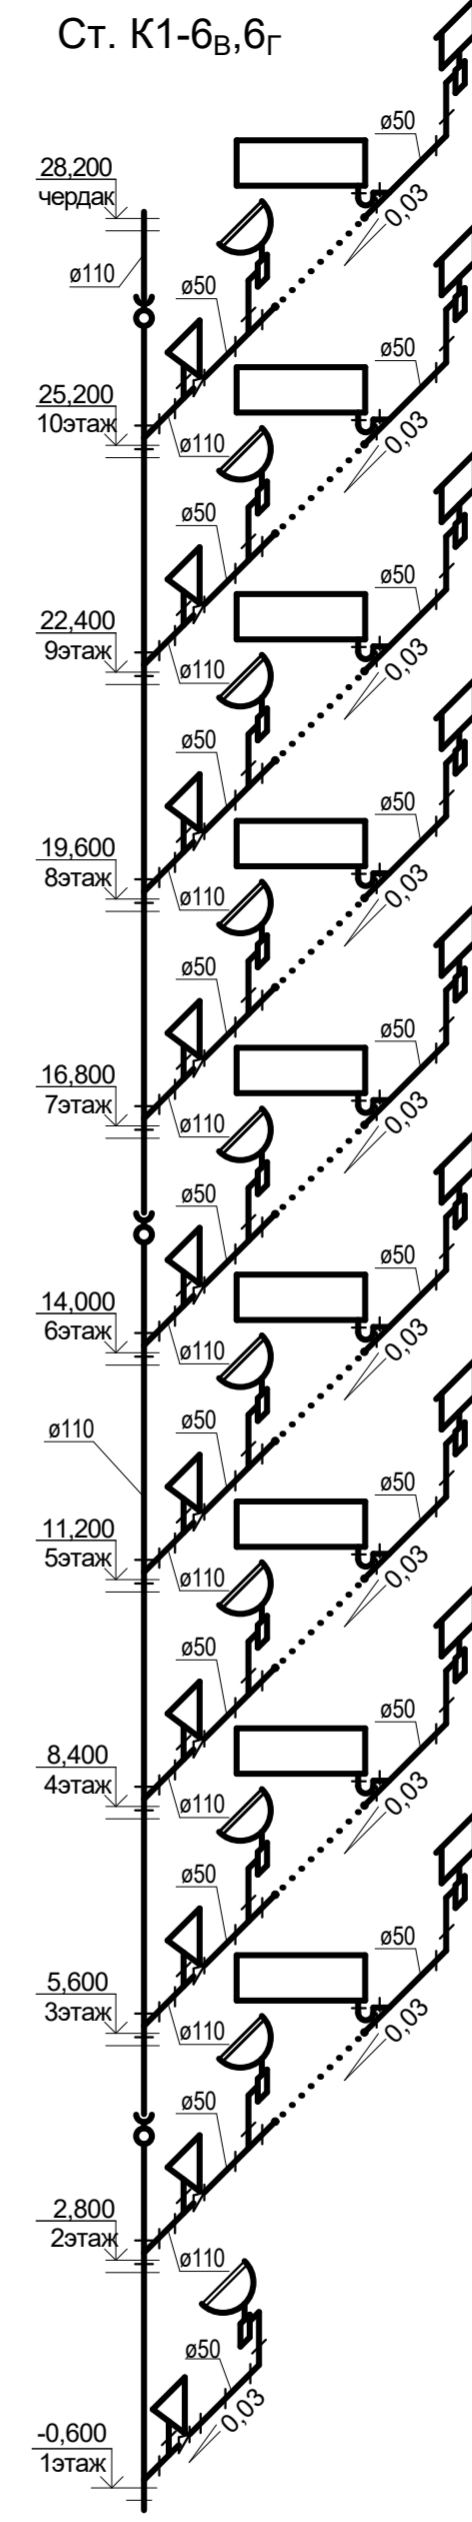 Ст. К1-6В,6Г
ø50
28,200
чердак
0,03
ø110
ø50
ø50
25,200
10этаж
ø110
0,03
ø50
ø50
22,400
9этаж
ø110
0,03
ø50
ø50
19,600
8этаж
ø110
0,03
ø50
ø50
16,800
7этаж
ø110
0,03
ø50
ø50
14,000
6этаж
ø110
0,03
ø50
ø110
ø50
11,200
5этаж
0,03
ø110
ø50
ø50
8,400
4этаж
ø110
0,03
ø50
ø50
5,600
3этаж
0,03
ø110
ø50
2,800
2этаж
ø110
ø50
0,03
-0,600
1этаж